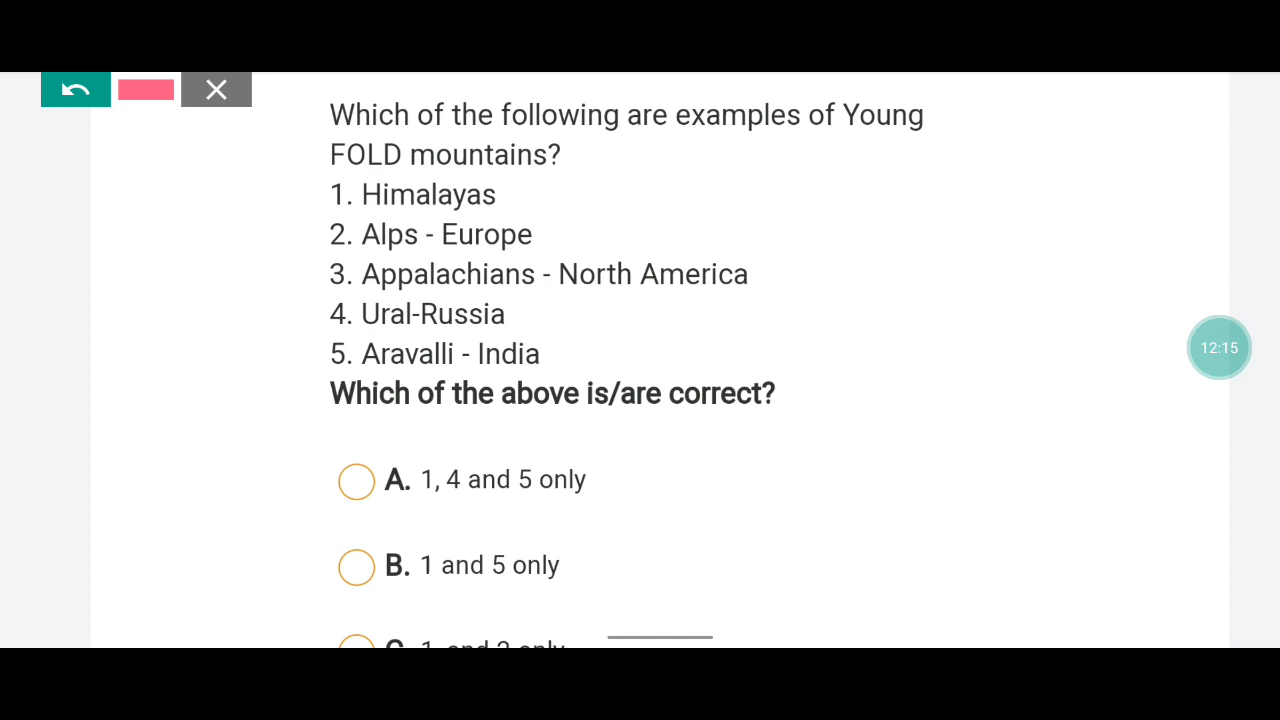 Which of the following are examples of Young
FOLD mountains?
1. Himalayas
2. Alps - Europe
3. Appalachians - North America
4. Ural-Russia
5. Aravalli - India
Which of the above is/are correct?
12:15
A. 1, 4 and 5 only
B. 1 and 5 only